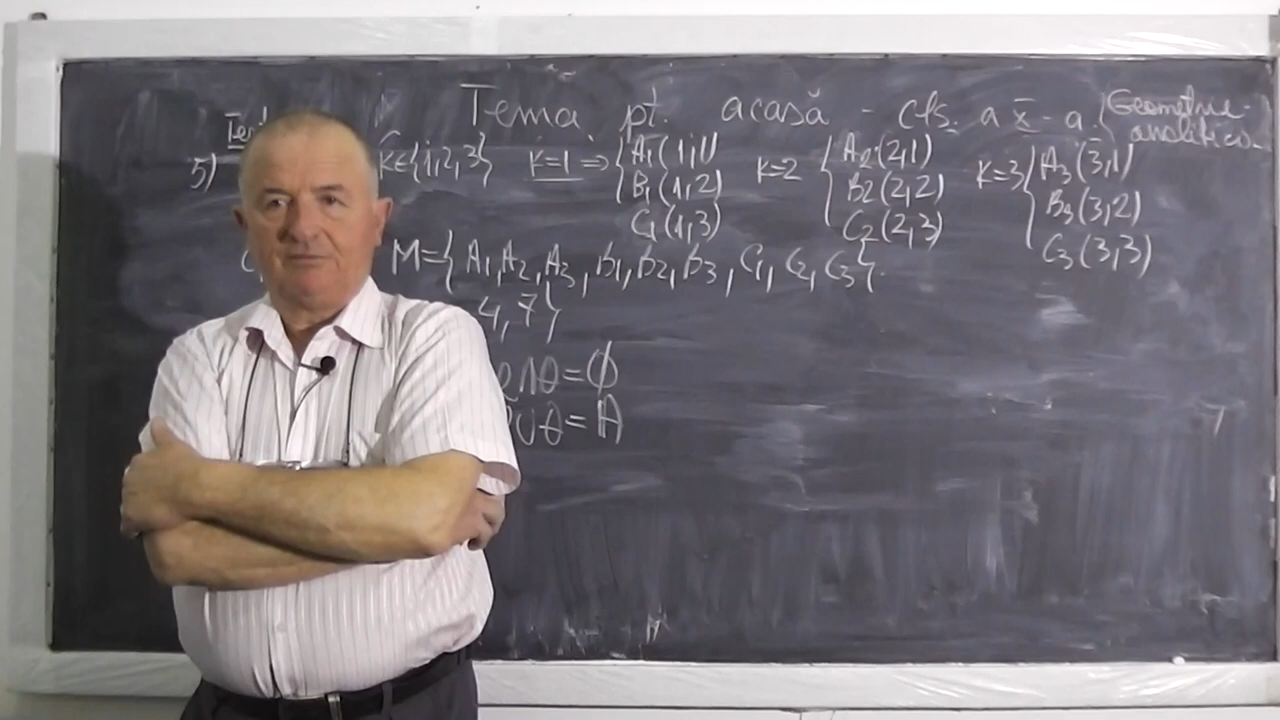 Tema pt. acasă - cls. a X-a. Geometrie
analitică
5) k∈{1,2,3} k=1 ⇒ { A₁(1,1) k=2 { A₂(2,1) k=3 { A₃(3,1)
B₁(1,2) B₂(2,2) B₃(3,2)
C₁(1,3) C₂(2,3) C₃(3,3)
M={A₁,A₂,A₃,B₁,B₂,B₃,C₁,C₂,C₃}.
4,7}
∩θ=∅
∪θ=A